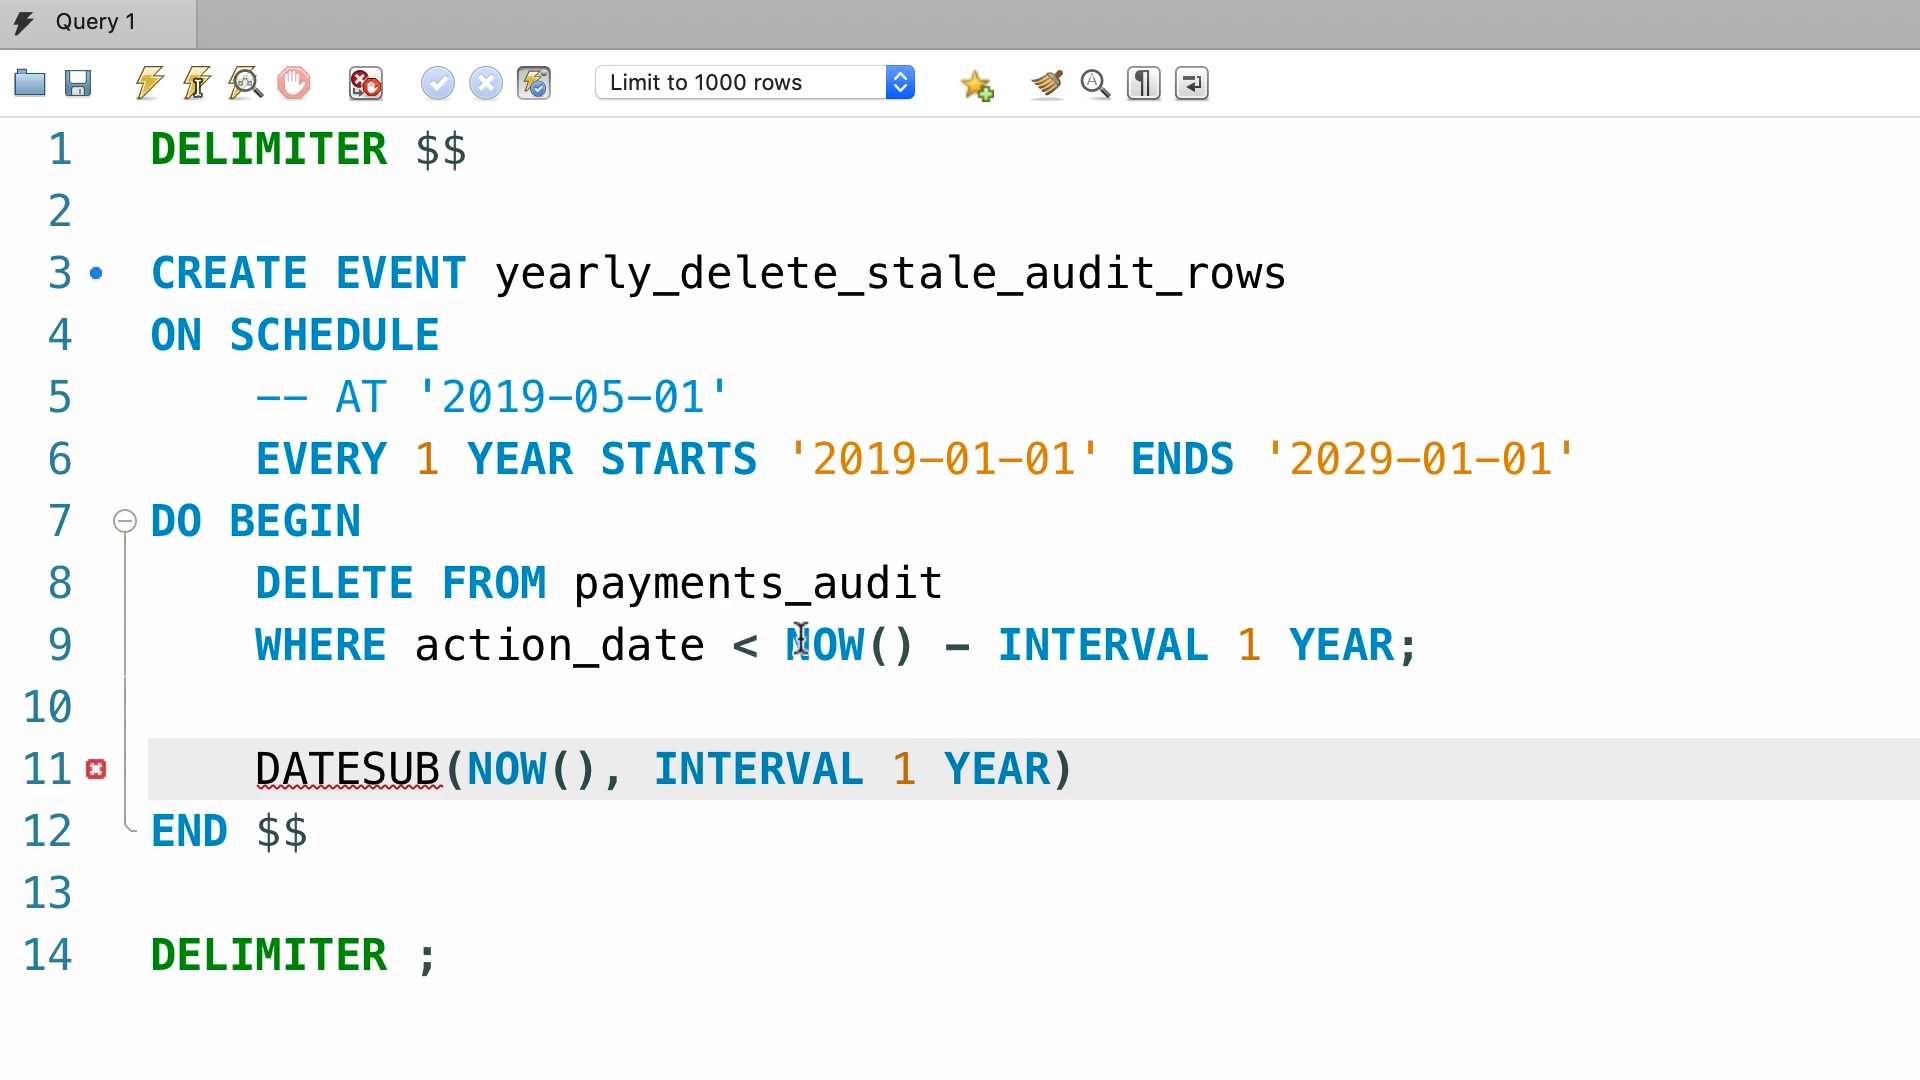 Query 1
Limit to 1000 rows
1 DELIMITER $$
2
3 CREATE EVENT yearly_delete_stale_audit_rows
4 ON SCHEDULE
5 -- AT '2019-05-01'
6 EVERY 1 YEAR STARTS '2019-01-01' ENDS '2029-01-01'
7 DO BEGIN
8 DELETE FROM payments_audit
9 WHERE action_date < NOW() - INTERVAL 1 YEAR;
10
11 DATESUB(NOW(), INTERVAL 1 YEAR)
12 END $$
13
14 DELIMITER ;